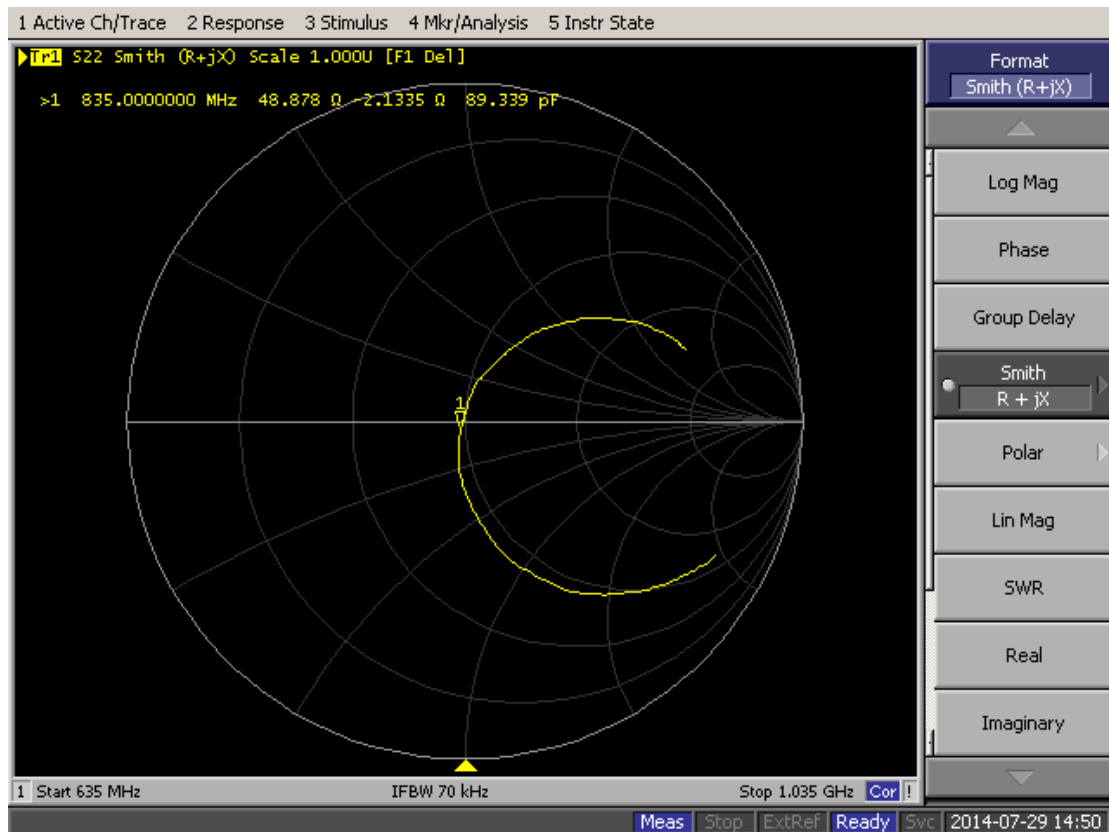 1 Active Ch/Trace 2 Response 3 Stimulus 4 Mkr/Analysis 5 Instr State
Tr1 S22 Smith (R+jX) Scale 1.000U [F1 Del]
>1 835.0000000 MHz 48.878 Ω -2.1335 Ω 89.339 pF
1
1 Start 635 MHz IFBW 70 kHz Stop 1.035 GHz Cor !
Format
Smith (R+jX)
Log Mag
Phase
Group Delay
Smith
R + jX
Polar
Lin Mag
SWR
Real
Imaginary
Meas Stop ExtRef Ready Svc 2014-07-29 14:50